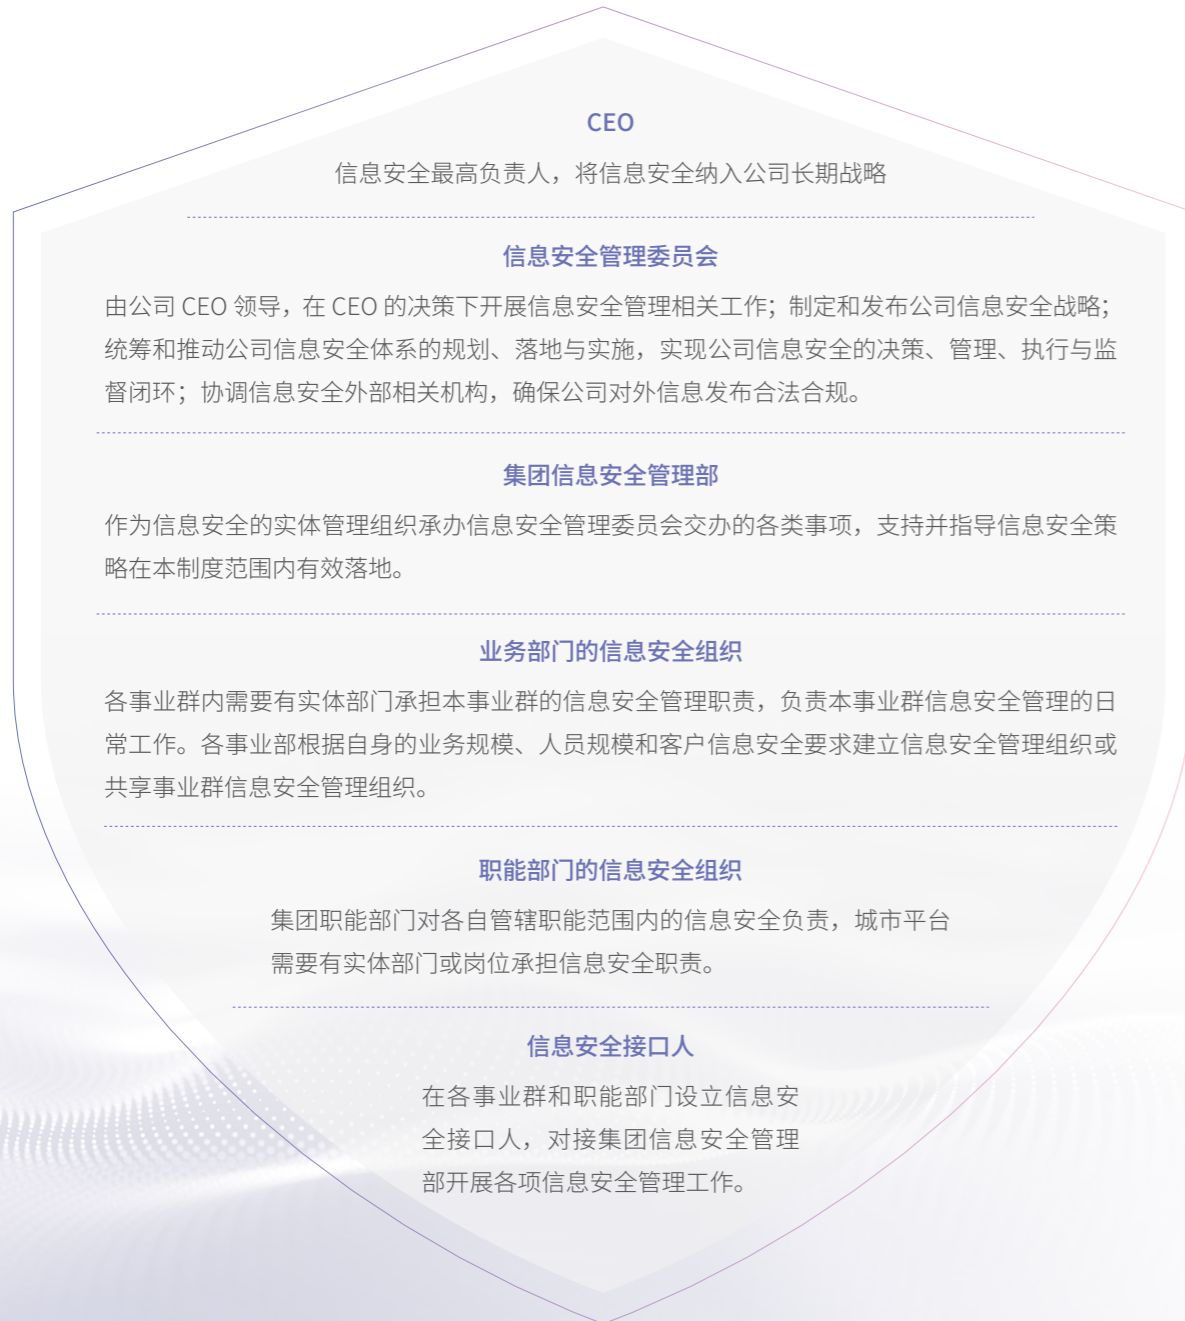 CEO
信息安全最高负责人，将信息安全纳入公司长期战略
信息安全管理委员会
由公司 CEO 领导，在 CEO 的决策下开展信息安全管理相关工作；制定和发布公司信息安全战略；
统筹和推动公司信息安全体系的规划、落地与实施，实现公司信息安全的决策、管理、执行与监
督闭环；协调信息安全外部相关机构，确保公司对外信息发布合法合规。
集团信息安全管理部
作为信息安全的实体管理组织承办信息安全管理委员会交办的各类事项，支持并指导信息安全策
略在本制度范围内有效落地。
业务部门的信息安全组织
各事业群内需要有实体部门承担本事业群的信息安全管理职责，负责本事业群信息安全管理的日
常工作。各事业部根据自身的业务规模、人员规模和客户信息安全要求建立信息安全管理组织或
共享事业群信息安全管理组织。
职能部门的信息安全组织
集团职能部门对各自管辖职能范围内的信息安全负责，城市平台
需要有实体部门或岗位承担信息安全职责。
信息安全接口人
在各事业群和职能部门设立信息安
全接口人，对接集团信息安全管理
部开展各项信息安全管理工作。